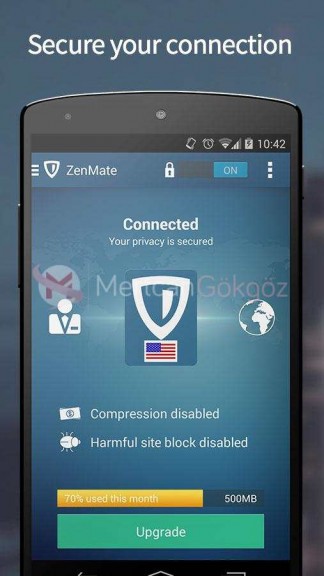 Secure your connection
10:42
ZenMate
ON
Connected
Your privacy is secured
MertcanGökgöz
Compression disabled
Harmful site block disabled
70% used this month
500MB
Upgrade